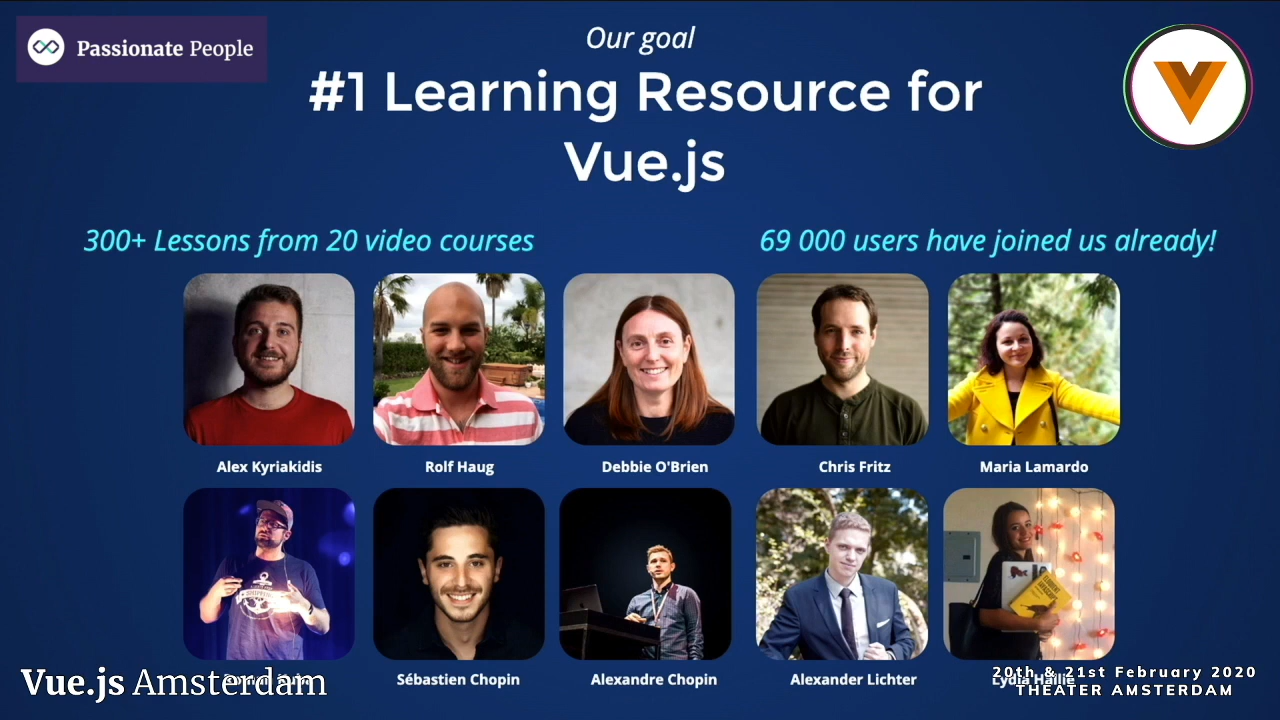 Passionate People
Our goal
#1 Learning Resource for
Vue.js
300+ Lessons from 20 video courses
69 000 users have joined us already!
Alex Kyriakidis
Rolf Haug
Debbie O'Brien
Chris Fritz
Maria Lamardo
Sébastien Chopin
Alexandre Chopin
Alexander Lichter
Lydia Hallie
Vue.js Amsterdam
20th & 21st February 2020
THEATER AMSTERDAM